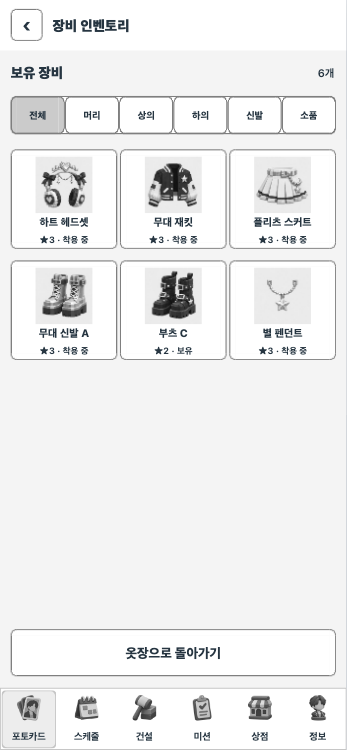 장비 인벤토리
보유 장비
6개
전체
머리
상의
하의
신발
소품
하트 헤드셋
★3 · 착용 중
무대 재킷
★3 · 착용 중
플리츠 스커트
★3 · 착용 중
무대 신발 A
★3 · 착용 중
부츠 C
★2 · 보유
별 펜던트
★3 · 착용 중
옷장으로 돌아가기
포토카드
스케줄
건설
미션
상점
정보